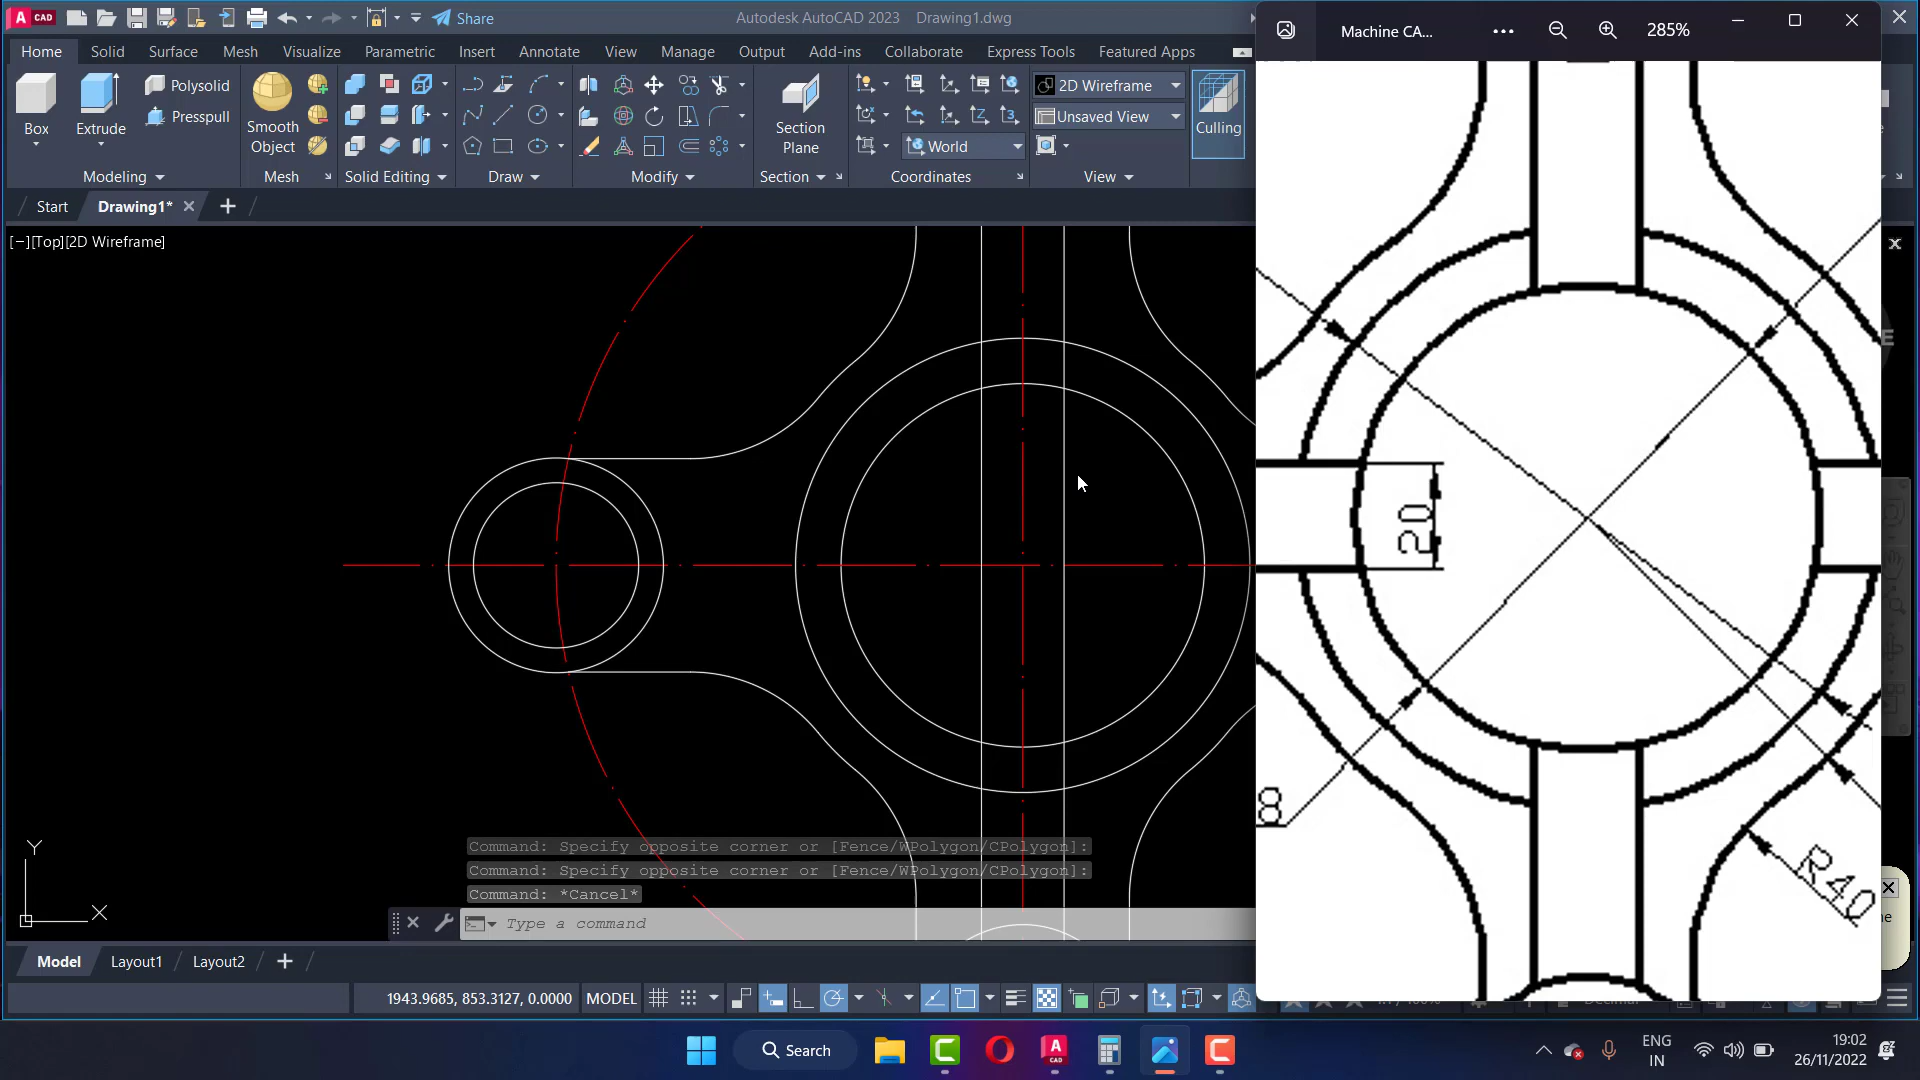 A CAD
Share
Autodesk AutoCAD 2023 Drawing1.dwg
Home Solid Surface Mesh Visualize Parametric Insert Annotate View Manage Output Add-ins Collaborate Express Tools Featured Apps
Box
Extrude
Polysolid
Presspull
Smooth
Object
Section
Plane
2D Wireframe
Unsaved View
World
Culling
Modeling Mesh Solid Editing Draw Modify Section Coordinates View
Start Drawing1*
[−][Top][2D Wireframe]
Y
X
Command: Specify opposite corner or [Fence/WPolygon/CPolygon]:
Command: Specify opposite corner or [Fence/WPolygon/CPolygon]:
Command: *Cancel*
Type a command
Model Layout1 Layout2
1943.9685, 853.3127, 0.0000 MODEL
Machine CA... 285%
20
8
R40
E
ne
Search
A
CAD
ENG
IN
19:02
26/11/2022